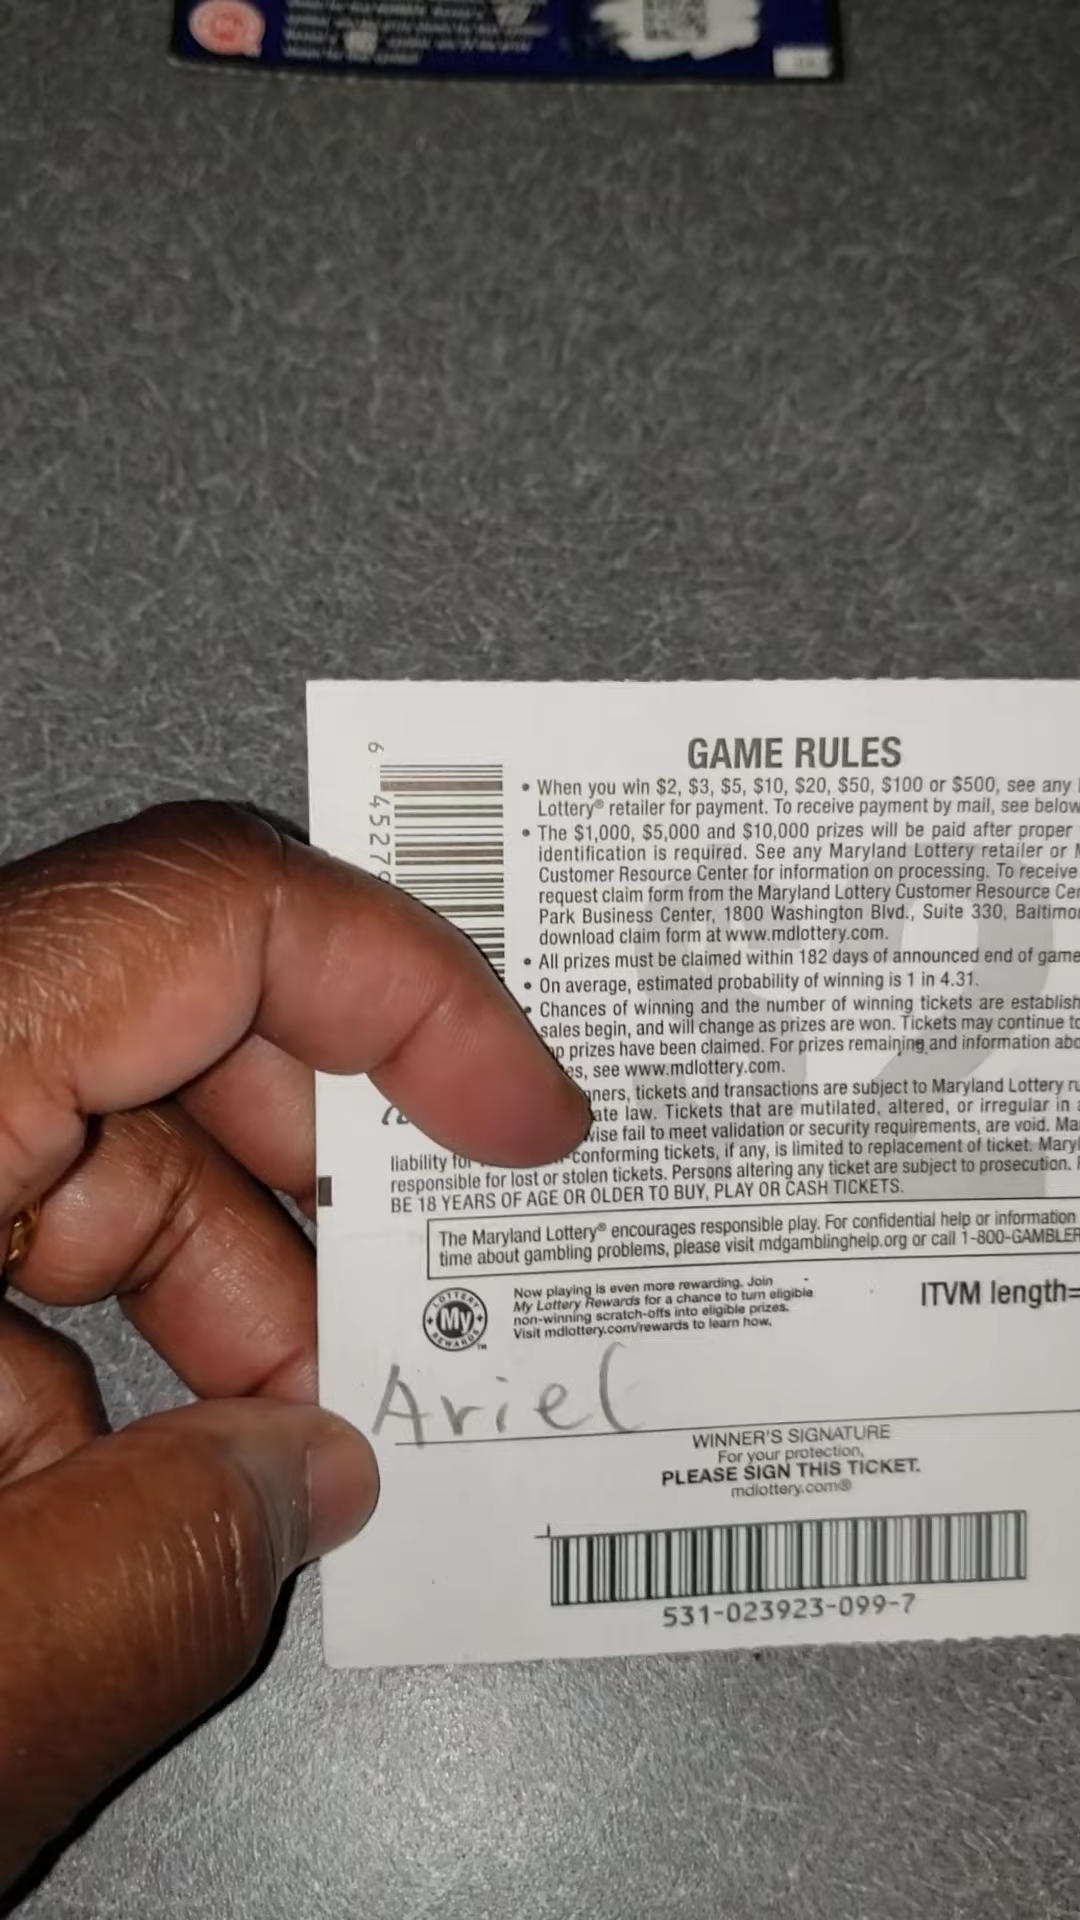 GAME RULES
6
4527
• When you win $2, $3, $5, $10, $20, $50, $100 or $500, see any
Lottery® retailer for payment. To receive payment by mail, see below
• The $1,000, $5,000 and $10,000 prizes will be paid after proper
identification is required. See any Maryland Lottery retailer or
Customer Resource Center for information on processing. To receive
request claim form from the Maryland Lottery Customer Resource
Park Business Center, 1800 Washington Blvd., Suite 330,
download claim form at www.mdlottery.com.
• All prizes must be claimed within 182 days of announced end of game
• On average, estimated probability of winning is 1 in 4.31.
• Chances of winning and the number of winning tickets are
sales begin, and will change as prizes are won. Tickets may continue
prizes have been claimed. For prizes remaining and information
see www.mdlottery.com.
tickets and transactions are subject to Maryland Lottery
law. Tickets that are mutilated, altered, or irregular in
fail to meet validation or security requirements, are void.
conforming tickets, if any, is limited to replacement of ticket.
liability
responsible for lost or stolen tickets. Persons altering any ticket are subject to prosecution.
BE 18 YEARS OF AGE OR OLDER TO BUY, PLAY OR CASH TICKETS.
The Maryland Lottery® encourages responsible play. For confidential help or information
time about gambling problems, please visit mdgamblinghelp.org or call 1-800-GAMBLER
LOTTERY
My
REWARDS™
Now playing is even more rewarding. Join
My Lottery Rewards for a chance to turn eligible
non-winning scratch-offs into eligible prizes.
Visit mdlottery.com/rewards to learn how.
ITVM length=
Ariel
WINNER'S SIGNATURE
For your protection,
PLEASE SIGN THIS TICKET.
mdlottery.com®
531-023923-099-7